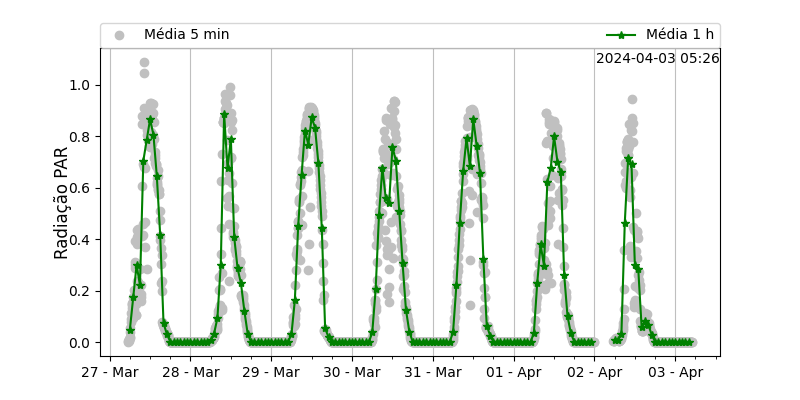 Média 5 min
Média 1 h
2024-04-03 05:26
Radiação PAR
1.0
0.8
0.6
0.4
0.2
0.0
27 - Mar
28 - Mar
29 - Mar
30 - Mar
31 - Mar
01 - Apr
02 - Apr
03 - Apr